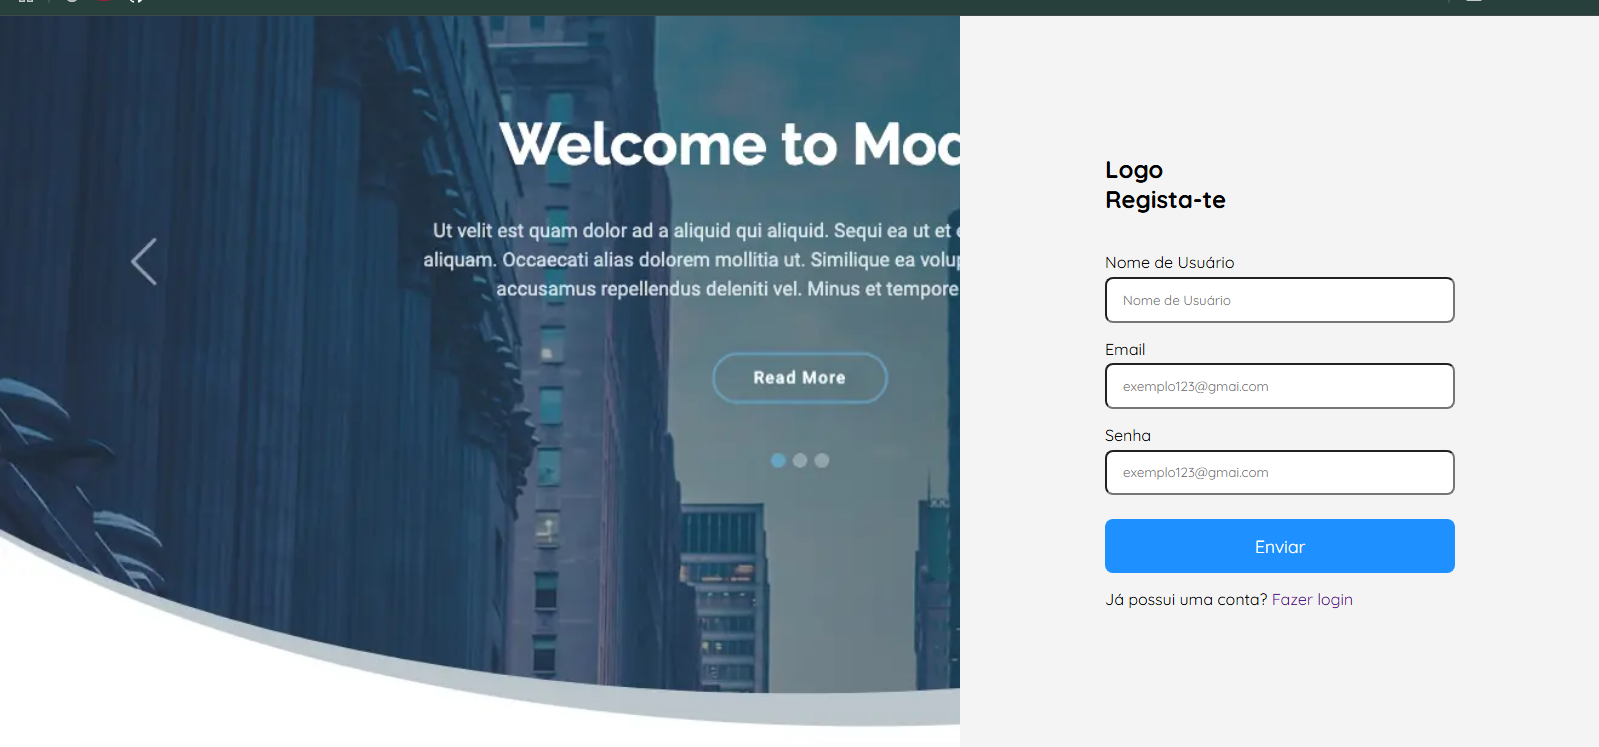 Welcome to Moc
Ut velit est quam dolor ad a aliquid qui aliquid. Sequi ea ut et
aliquam. Occaecati alias dolorem mollitia ut. Similique ea volup
accusamus repellendus deleniti vel. Minus et tempore
Read More
Logo
Regista-te
Nome de Usuário
Nome de Usuário
Email
exemplo123@gmai.com
Senha
exemplo123@gmai.com
Enviar
Já possui uma conta? Fazer login